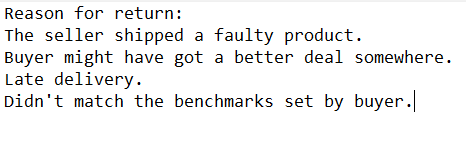 Reason for return:
The seller shipped a faulty product.
Buyer might have got a better deal somewhere.
Late delivery.
Didn't match the benchmarks set by buyer.